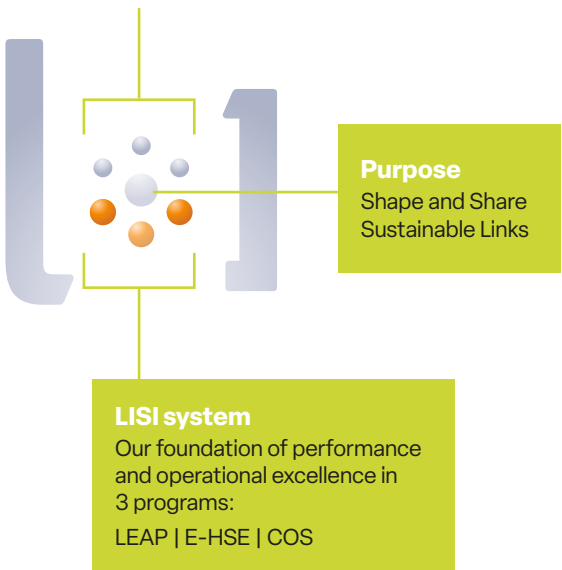 Purpose
Shape and Share
Sustainable Links
LISI system
Our foundation of performance
and operational excellence in
3 programs:
LEAP | E-HSE | COS